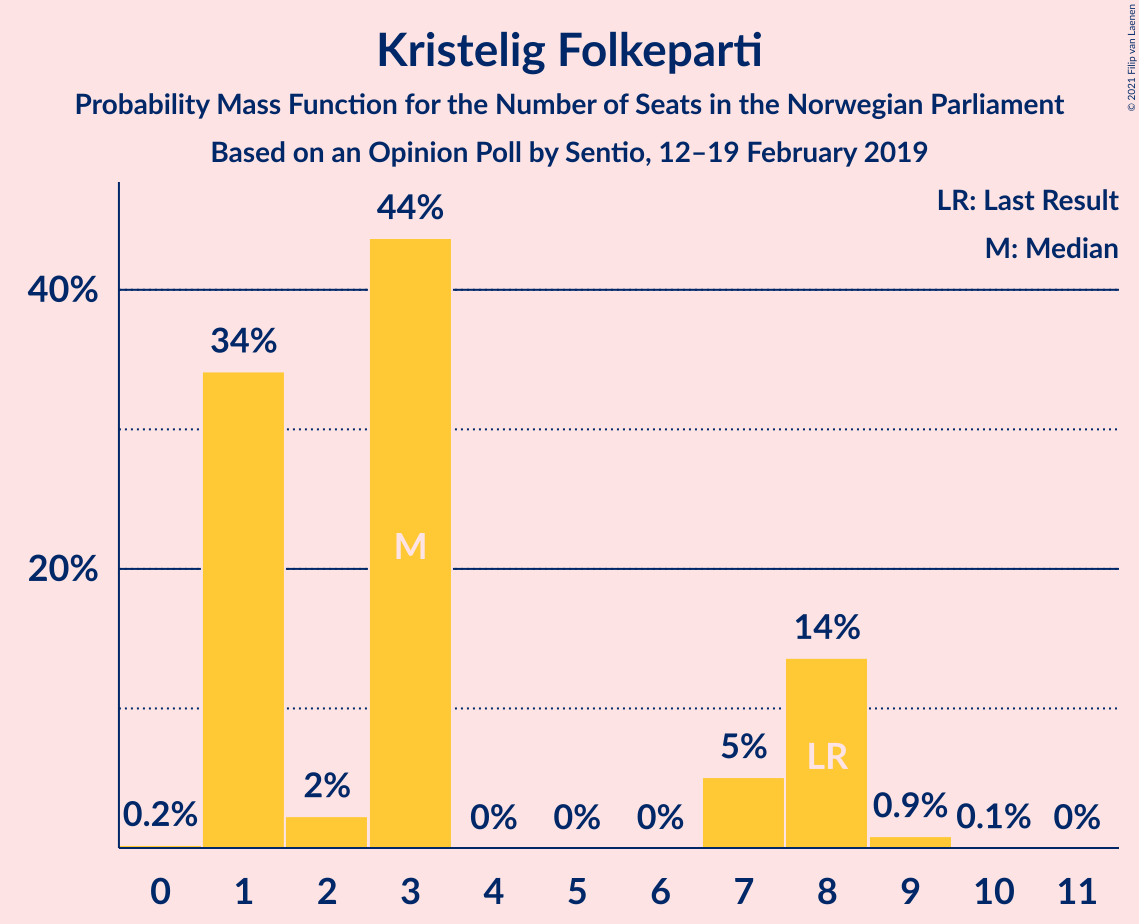 Kristelig Folkeparti
Probability Mass Function for the Number of Seats in the Norwegian Parliament
Based on an Opinion Poll by Sentio, 12–19 February 2019
© 2021 Filip van Laenen
LR: Last Result
M: Median
40%
20%
0.2%
34%
2%
44%
M
0%
0%
0%
5%
14%
LR
0.9%
0.1%
0%
0 1 2 3 4 5 6 7 8 9 10 11